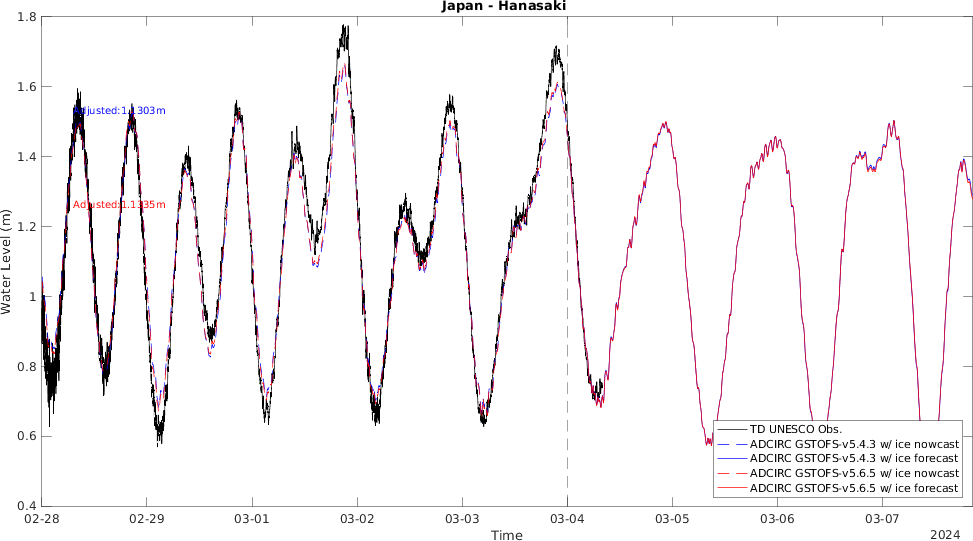 Japan - Hanasaki
1.8
1.6
1.4
1.2
1
0.8
0.6
0.4
Water Level (m)
Adjusted:1.1303m
Adjusted:1.1335m
TD UNESCO Obs.
ADCIRC GSTOFS-v5.4.3 w/ ice nowcast
ADCIRC GSTOFS-v5.4.3 w/ ice forecast
ADCIRC GSTOFS-v5.6.5 w/ ice nowcast
ADCIRC GSTOFS-v5.6.5 w/ ice forecast
02-28 02-29 03-01 03-02 03-03 03-04 03-05 03-06 03-07
Time
2024